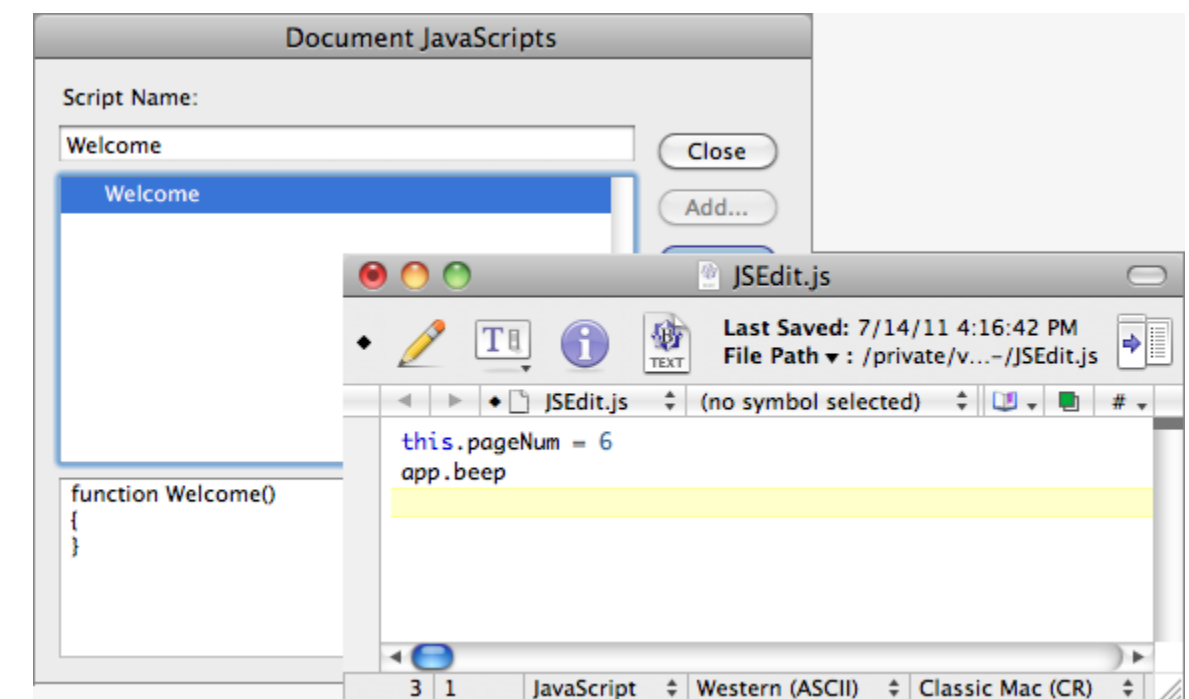 Document JavaScripts
Script Name:
Welcome
Close
Welcome
Add...
JSEdit.js
T
TEXT
Last Saved: 7/14/11 4:16:42 PM
File Path ▾ : /private/v...-/JSEdit.js
JSEdit.js
(no symbol selected)
#
this.pageNum = 6
app.beep
function Welcome()
{
}
3 1 JavaScript Western (ASCII) Classic Mac (CR)